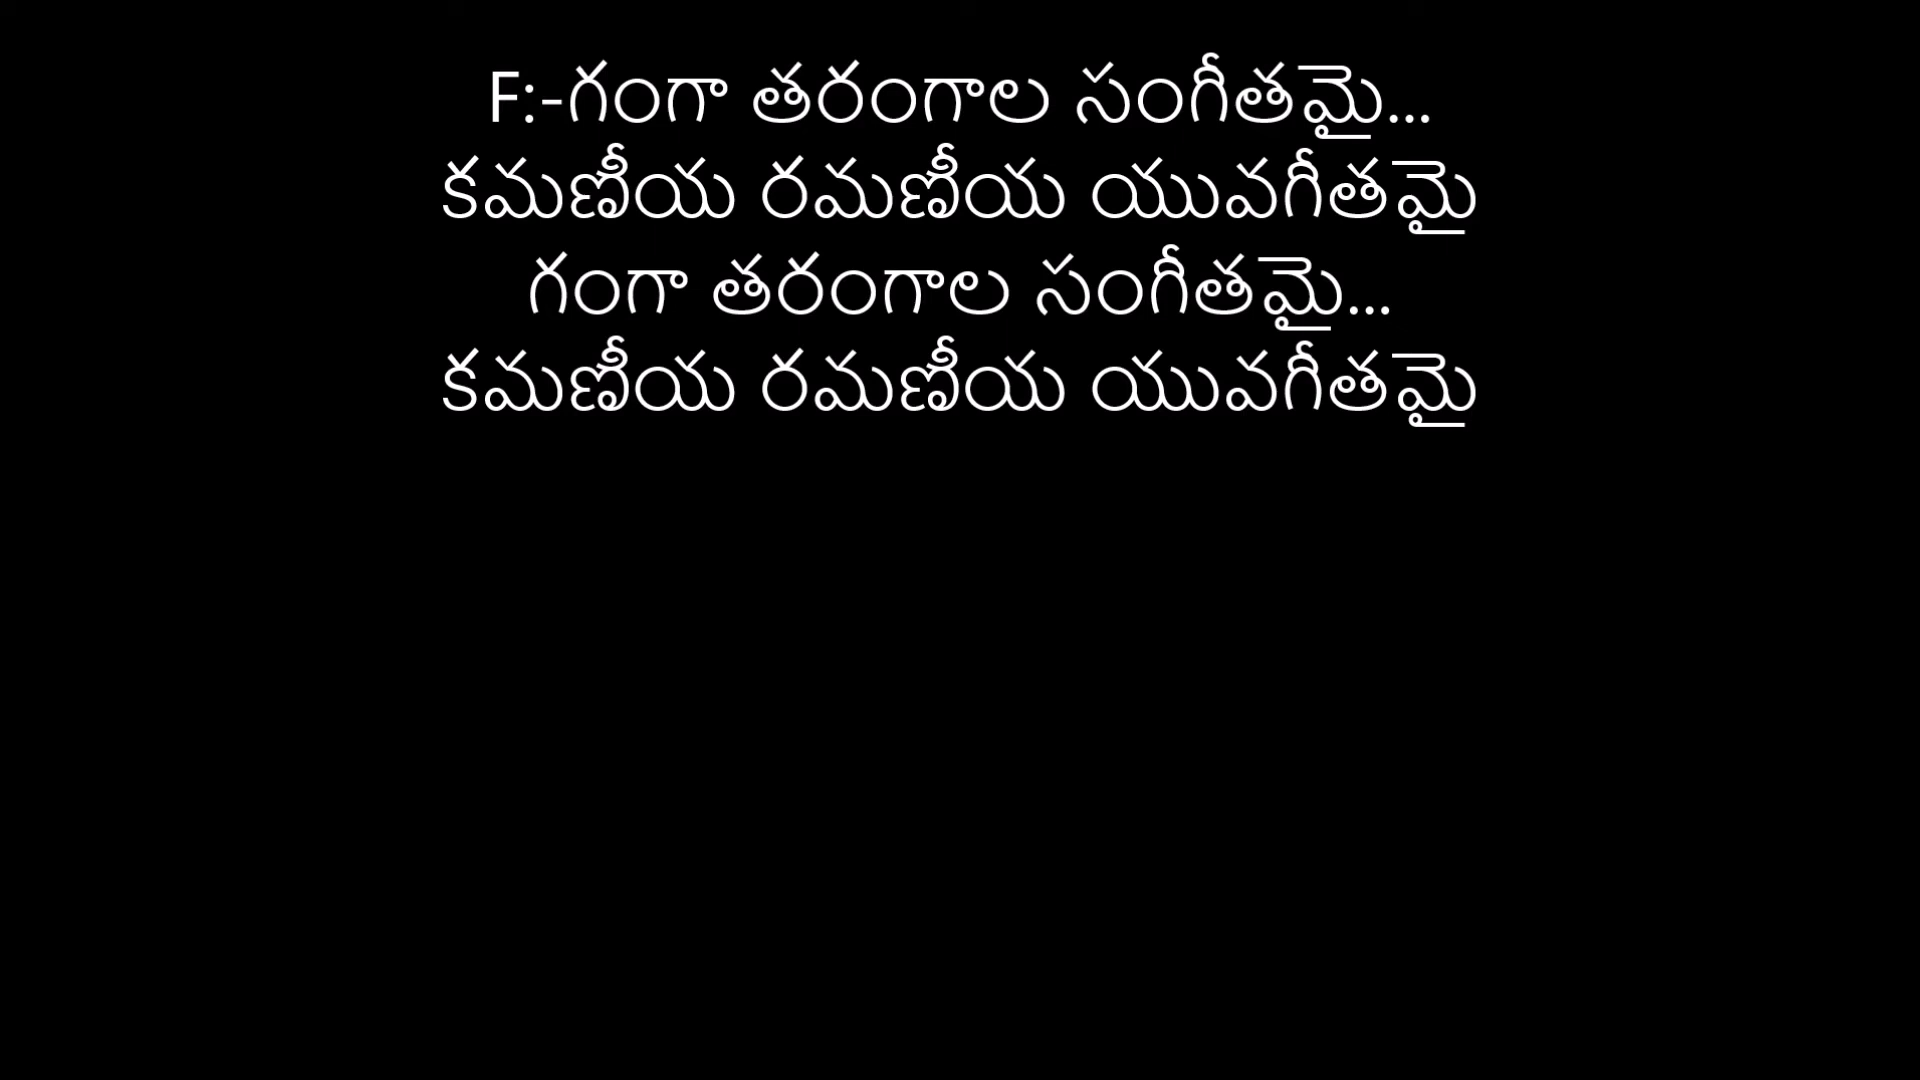 F:-గంగా తరంగాల సంగీతమై...
కమణీయ రమణీయ యువగీతమై
గంగా తరంగాల సంగీతమై...
కమణీయ రమణీయ యువగీతమై